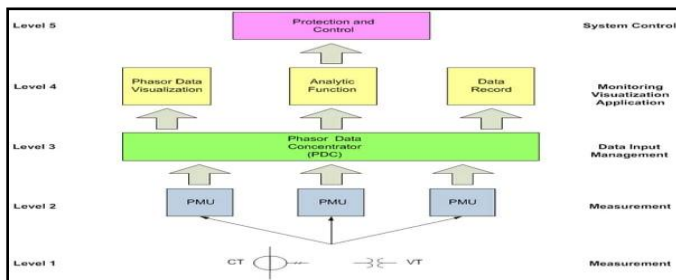 Level 5
Protection and
Control
System Control
Level 4
Phasor Data
Visualization
Analytic
Function
Data
Record
Monitoring
Visualization
Application
Level 3
Phasor Data
Concentrator
(PDC)
Data Input
Management
Level 2
PMU
PMU
PMU
Measurement
Level 1
CT
VT
Measurement